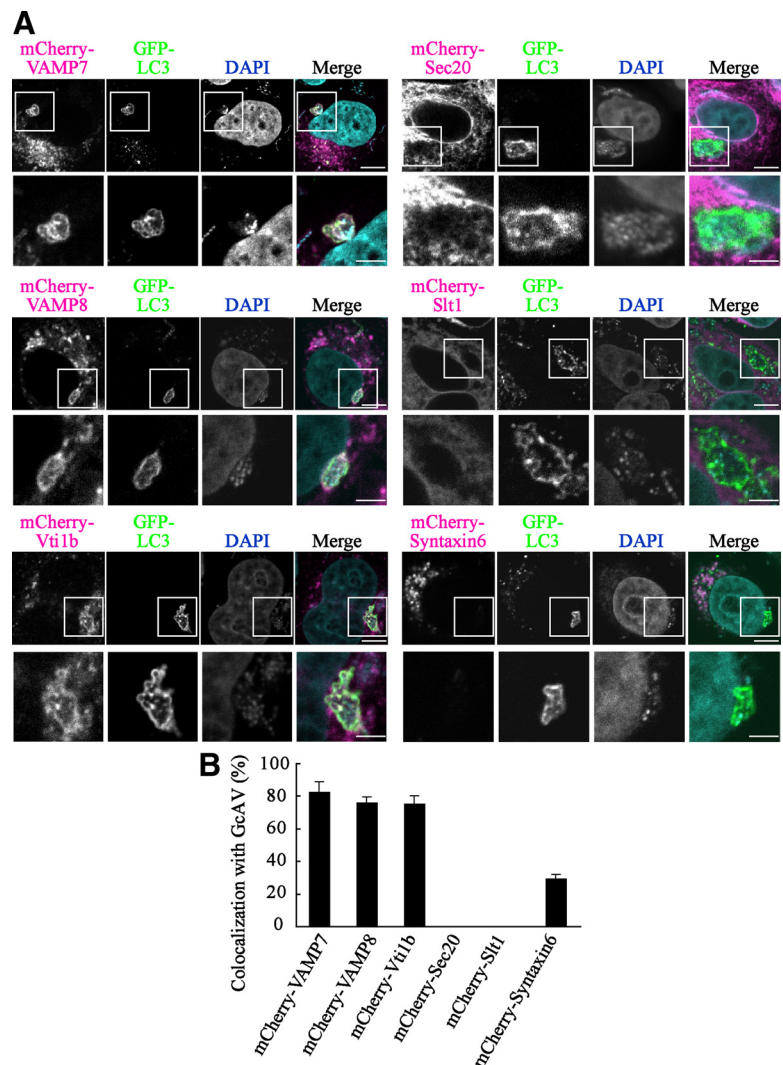 A
mCherry-
VAMP7
GFP-
LC3
DAPI
Merge
mCherry-
Sec20
GFP-
LC3
DAPI
Merge
mCherry-
VAMP8
GFP-
LC3
DAPI
Merge
mCherry-
Slt1
GFP-
LC3
DAPI
Merge
mCherry-
Vti1b
GFP-
LC3
DAPI
Merge
mCherry-
Syntaxin6
GFP-
LC3
DAPI
Merge
B
Colocalization with GcAV (%)
100
80
60
40
20
0
mCherry-VAMP7
mCherry-VAMP8
mCherry-Vti1b
mCherry-Sec20
mCherry-Slt1
mCherry-Syntaxin6